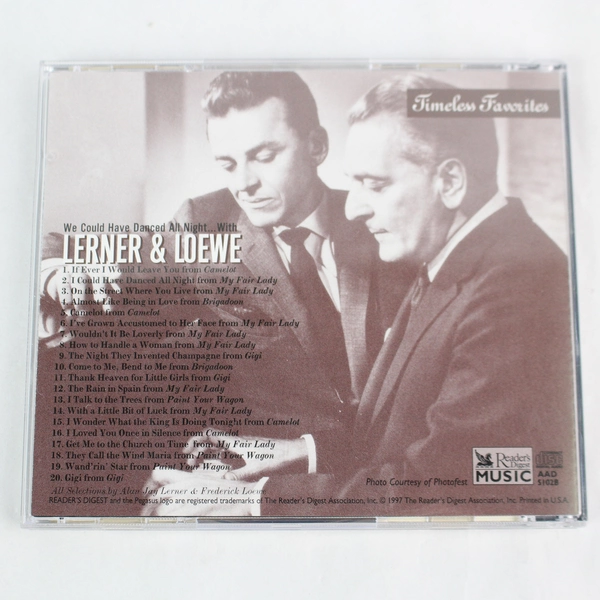 Timeless Favorites
We Could Have Danced All Night...With
LERNER & LOEWE
1. If Ever I Would Leave You from Camelot
2. I Could Have Danced All Night from My Fair Lady
3. On the Street Where You Live from My Fair Lady
4. Almost Like Being in Love from Brigadoon
5. Camelot from Camelot
6. I've Grown Accustomed to Her Face from My Fair Lady
7. Wouldn't It Be Loverly from My Fair Lady
8. How to Handle a Woman from My Fair Lady
9. The Night They Invented Champagne from Gigi
10. Come to Me, Bend to Me from Brigadoon
11. Thank Heaven for Little Girls from Gigi
12. The Rain in Spain from My Fair Lady
13. I Talk to the Trees from Paint Your Wagon
14. With a Little Bit of Luck from My Fair Lady
15. I Wonder What the King Is Doing Tonight from Camelot
16. I Loved You Once in Silence from Camelot
17. Get Me to the Church on Time from My Fair Lady
18. They Call the Wind Maria from Paint Your Wagon
19. Wand'rin' Star from Paint Your Wagon
20. Gigi from Gigi
All Selections by Alan Jay Lerner & Frederick Loewe
Photo Courtesy of Photofest
Reader's
Digest
MUSIC
AAD
5102B
READER'S DIGEST and the Pegasus logo are registered trademarks of The Reader's Digest Association, Inc. © 1997 The Reader's Digest Association, Inc. Printed in U.S.A.